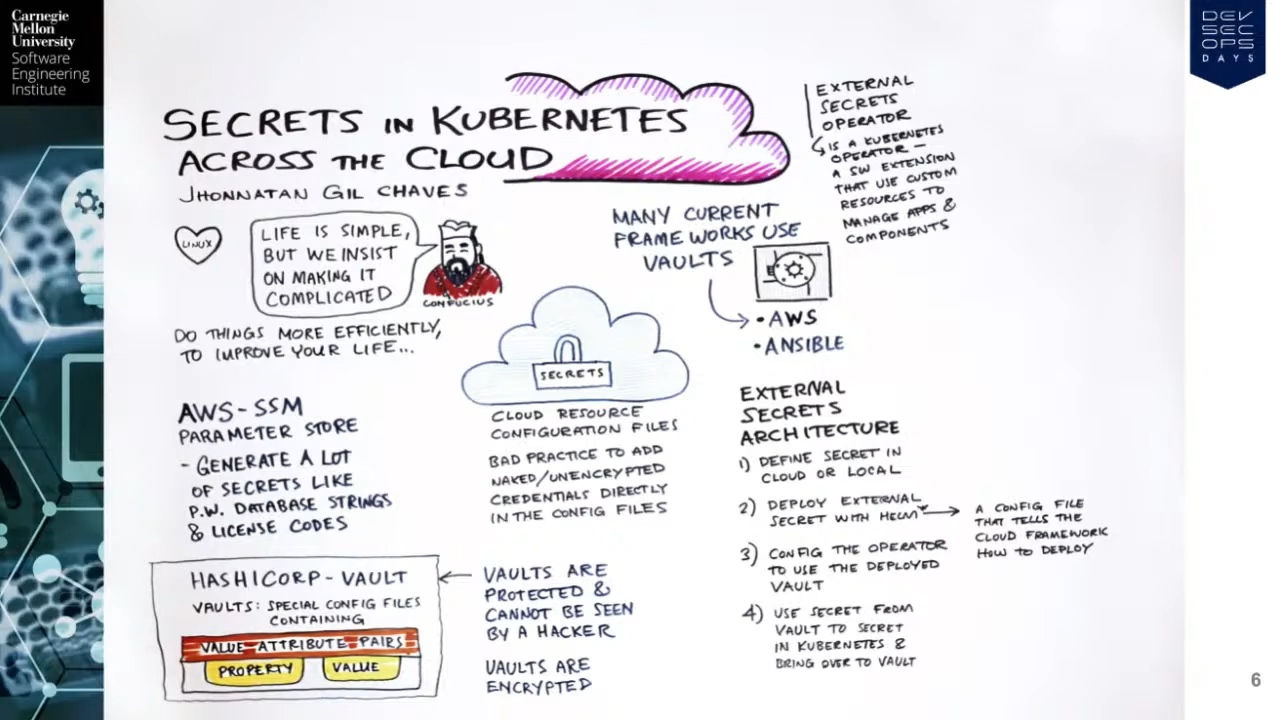 Carnegie
Mellon
University
Software
Engineering
Institute
DEV
SEC
OPS
DAYS
SECRETS IN KUBERNETES
ACROSS THE CLOUD
JHONNATAN GIL CHAVES
LINUX
LIFE IS SIMPLE,
BUT WE INSIST
ON MAKING IT
COMPLICATED
CONFUCIUS
DO THINGS MORE EFFICIENTLY,
TO IMPROVE YOUR LIFE...
AWS-SSM
PARAMETER STORE
- GENERATE A LOT
OF SECRETS LIKE
P.W. DATABASE STRINGS
& LICENSE CODES
HASHICORP-VAULT
VAULTS: SPECIAL CONFIG FILES
CONTAINING
VALUE-ATTRIBUTE PAIRS
PROPERTY
VALUE
SECRETS
CLOUD RESOURCE
CONFIGURATION FILES
BAD PRACTICE TO ADD
NAKED/UNENCRYPTED
CREDENTIALS DIRECTLY
IN THE CONFIG FILES
VAULTS ARE
PROTECTED &
CANNOT BE SEEN
BY A HACKER
VAULTS ARE
ENCRYPTED
MANY CURRENT
FRAMEWORKS USE
VAULTS
• AWS
• ANSIBLE
EXTERNAL
SECRETS
OPERATOR
IS A KUBERNETES
OPERATOR —
A SW EXTENSION
THAT USE CUSTOM
RESOURCES TO
MANAGE APPS &
COMPONENTS
EXTERNAL
SECRETS
ARCHITECTURE
1) DEFINE SECRET IN
CLOUD OR LOCAL
2) DEPLOY EXTERNAL
SECRET WITH HELM*
A CONFIG FILE
THAT TELLS THE
CLOUD FRAMEWORK
HOW TO DEPLOY
3) CONFIG THE OPERATOR
TO USE THE DEPLOYED
VAULT
4) USE SECRET FROM
VAULT TO SECRET
IN KUBERNETES &
BRING OVER TO VAULT
6